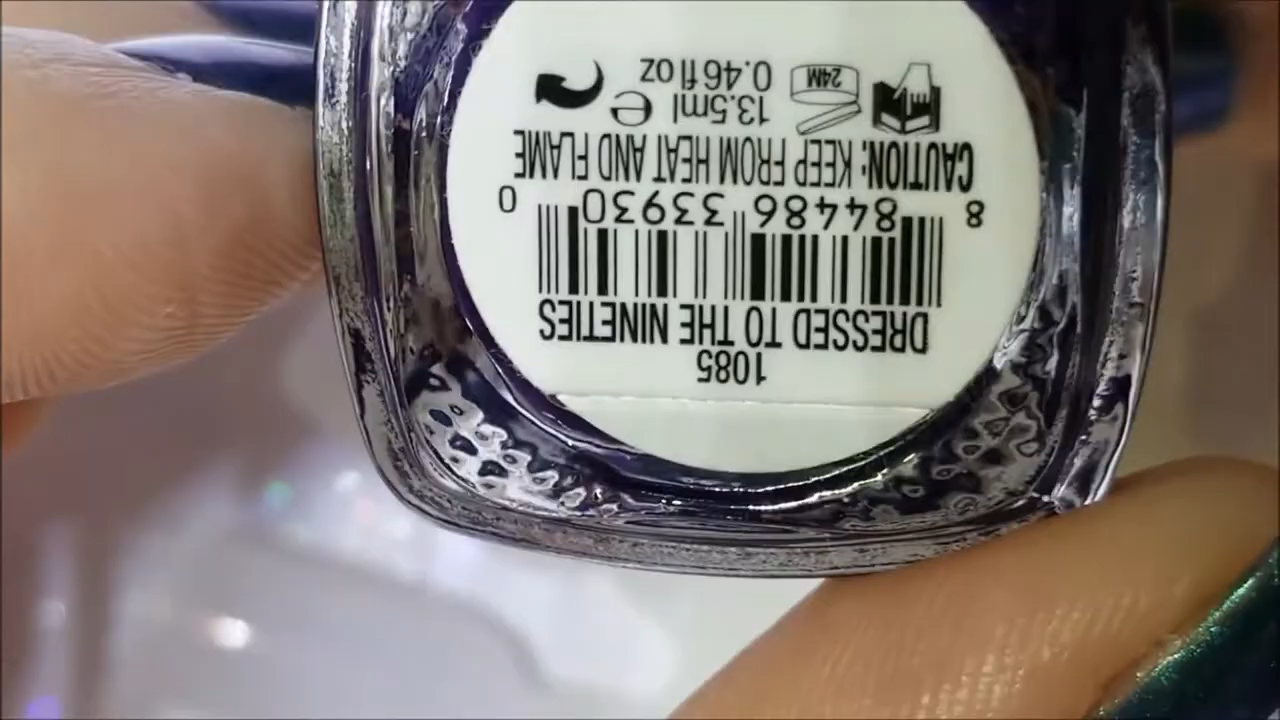 1085
DRESSED TO THE NINETIES
8 84486 33930 0
CAUTION: KEEP FROM HEAT AND FLAME
24M
13.5ml e
0.46 fl oz